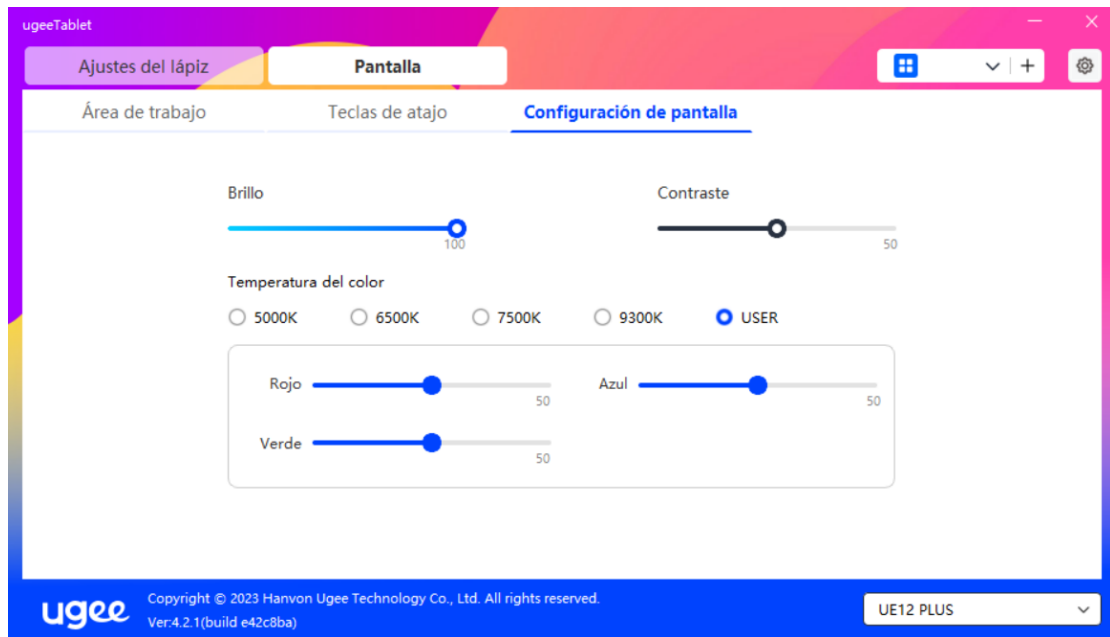 ugeeTablet
Ajustes del lápiz Pantalla
Área de trabajo Teclas de atajo Configuración de pantalla
Brillo Contraste
100 50
Temperatura del color
5000K 6500K 7500K 9300K USER
Rojo Azul
50 50
Verde
50
ugee
Copyright © 2023 Hanvon Ugee Technology Co., Ltd. All rights reserved.
Ver:4.2.1(build e42c8ba)
UE12 PLUS